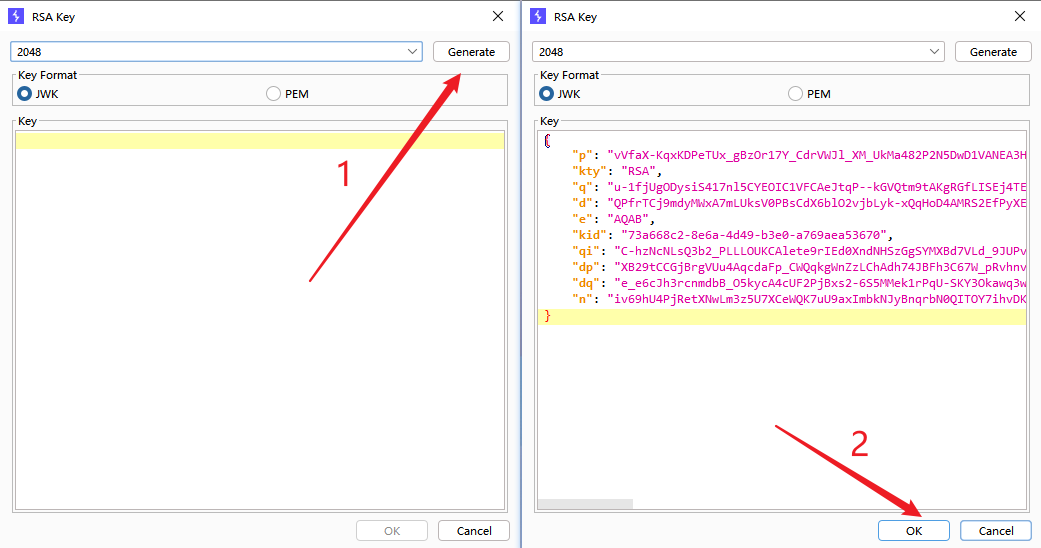 RSA Key
2048
Generate
Key Format
JWK
PEM
Key
1
OK
Cancel
RSA Key
2048
Generate
Key Format
JWK
PEM
Key
{
"p": "vVfaX-KqxKDPeTUx_gBzOr17Y_CdrVWJl_XM_UkMa482P2N5DwD1VANEA3H
"kty": "RSA",
"q": "u-1fjUgODysiS417nl5CYEOIC1VFCAeJtqP--kGVQtm9tAKgRGfLISEj4TE
"d": "QPfrTCj9mdyMWxA7mLUksV0PBsCdX6blO2vjbLyk-xQqHoD4AMRS2EfPyXE
"e": "AQAB",
"kid": "73a668c2-8e6a-4d49-b3e0-a769aea53670",
"qi": "C-hzNcNLsQ3b2_PLLLOUKCAlete9rIEd0XndNHSzGgSYMXBd7VLd_9JUPv
"dp": "XB29tCCGjBrgVUu4AqcdaFp_CWQqkgWnZzLChAdh74JBFh3C67W_pRvhnv
"dq": "e_e6cJh3rcnmdbB_O5kycA4cUF2PjBxs2-6S5MMek1rPqU-SKY3Okawq3w
"n": "iv69hU4PjRetXNwLm3z5U7XCeWQK7uU9axImbkNJyBnqrbN0QITOY7ihvDK
}
2
OK
Cancel